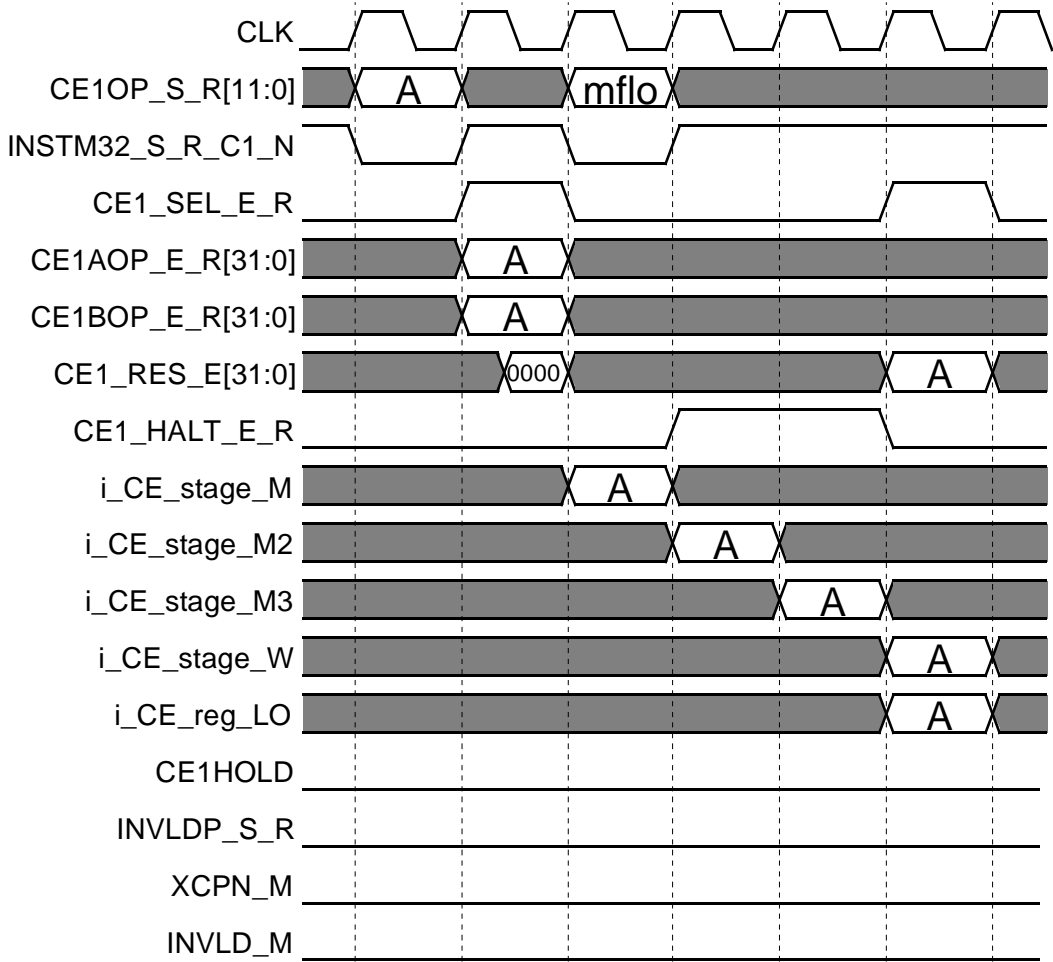 CLK
CE1OP_S_R[11:0] A mflo
INSTM32_S_R_C1_N
CE1_SEL_E_R
CE1AOP_E_R[31:0] A
CE1BOP_E_R[31:0] A
CE1_RES_E[31:0] 0000 A
CE1_HALT_E_R
i_CE_stage_M A
i_CE_stage_M2 A
i_CE_stage_M3 A
i_CE_stage_W A
i_CE_reg_LO A
CE1HOLD
INVLDP_S_R
XCPN_M
INVLD_M